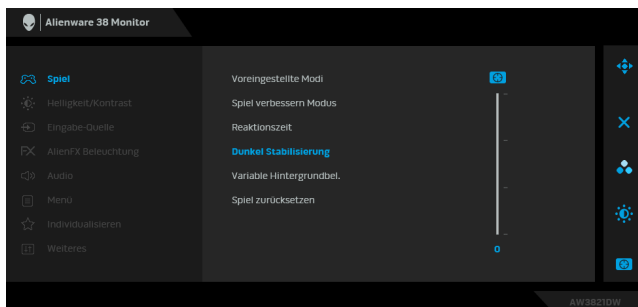 Alienware 38 Monitor
Spiel
Helligkeit/Kontrast
Eingabe-Quelle
FX AlienFX Beleuchtung
Audio
Menü
Individualisieren
Weiteres
Voreingestellte Modi
Spiel verbessern Modus
Reaktionszeit
Dunkel Stabilisierung
Variable Hintergrundbel.
Spiel zurücksetzen
0
AW3821DW